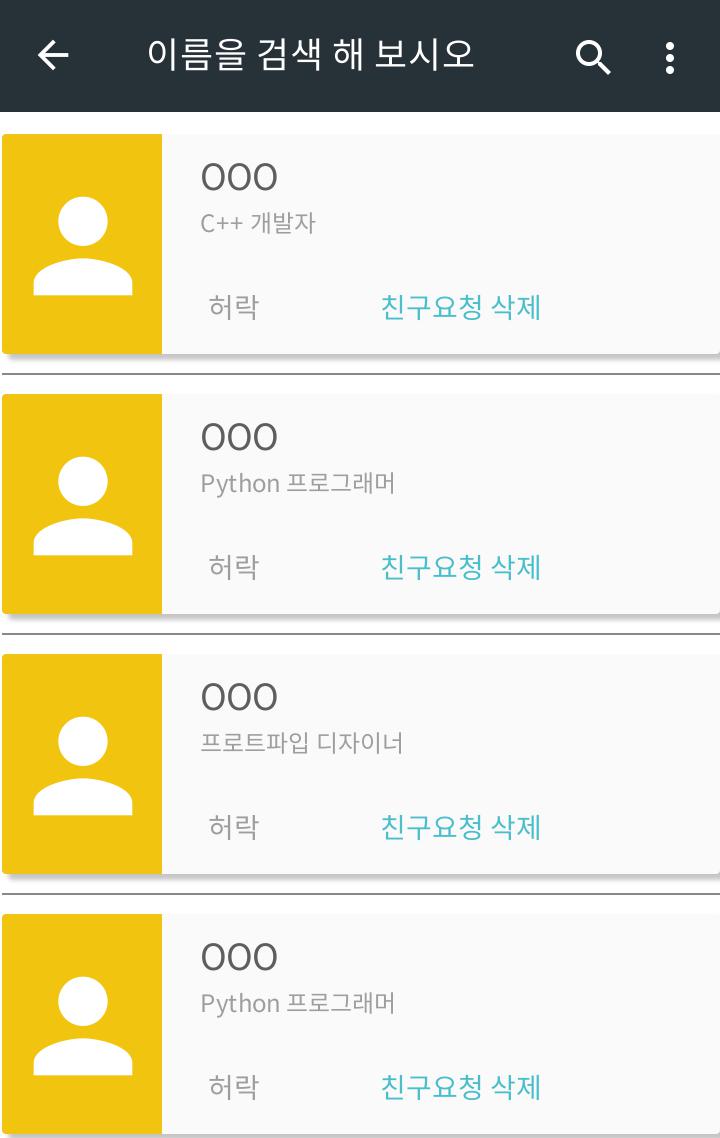 이름을 검색 해 보시오
OOO
C++ 개발자
허락 친구요청 삭제
OOO
Python 프로그래머
허락 친구요청 삭제
OOO
프로트파입 디자이너
허락 친구요청 삭제
OOO
Python 프로그래머
허락 친구요청 삭제